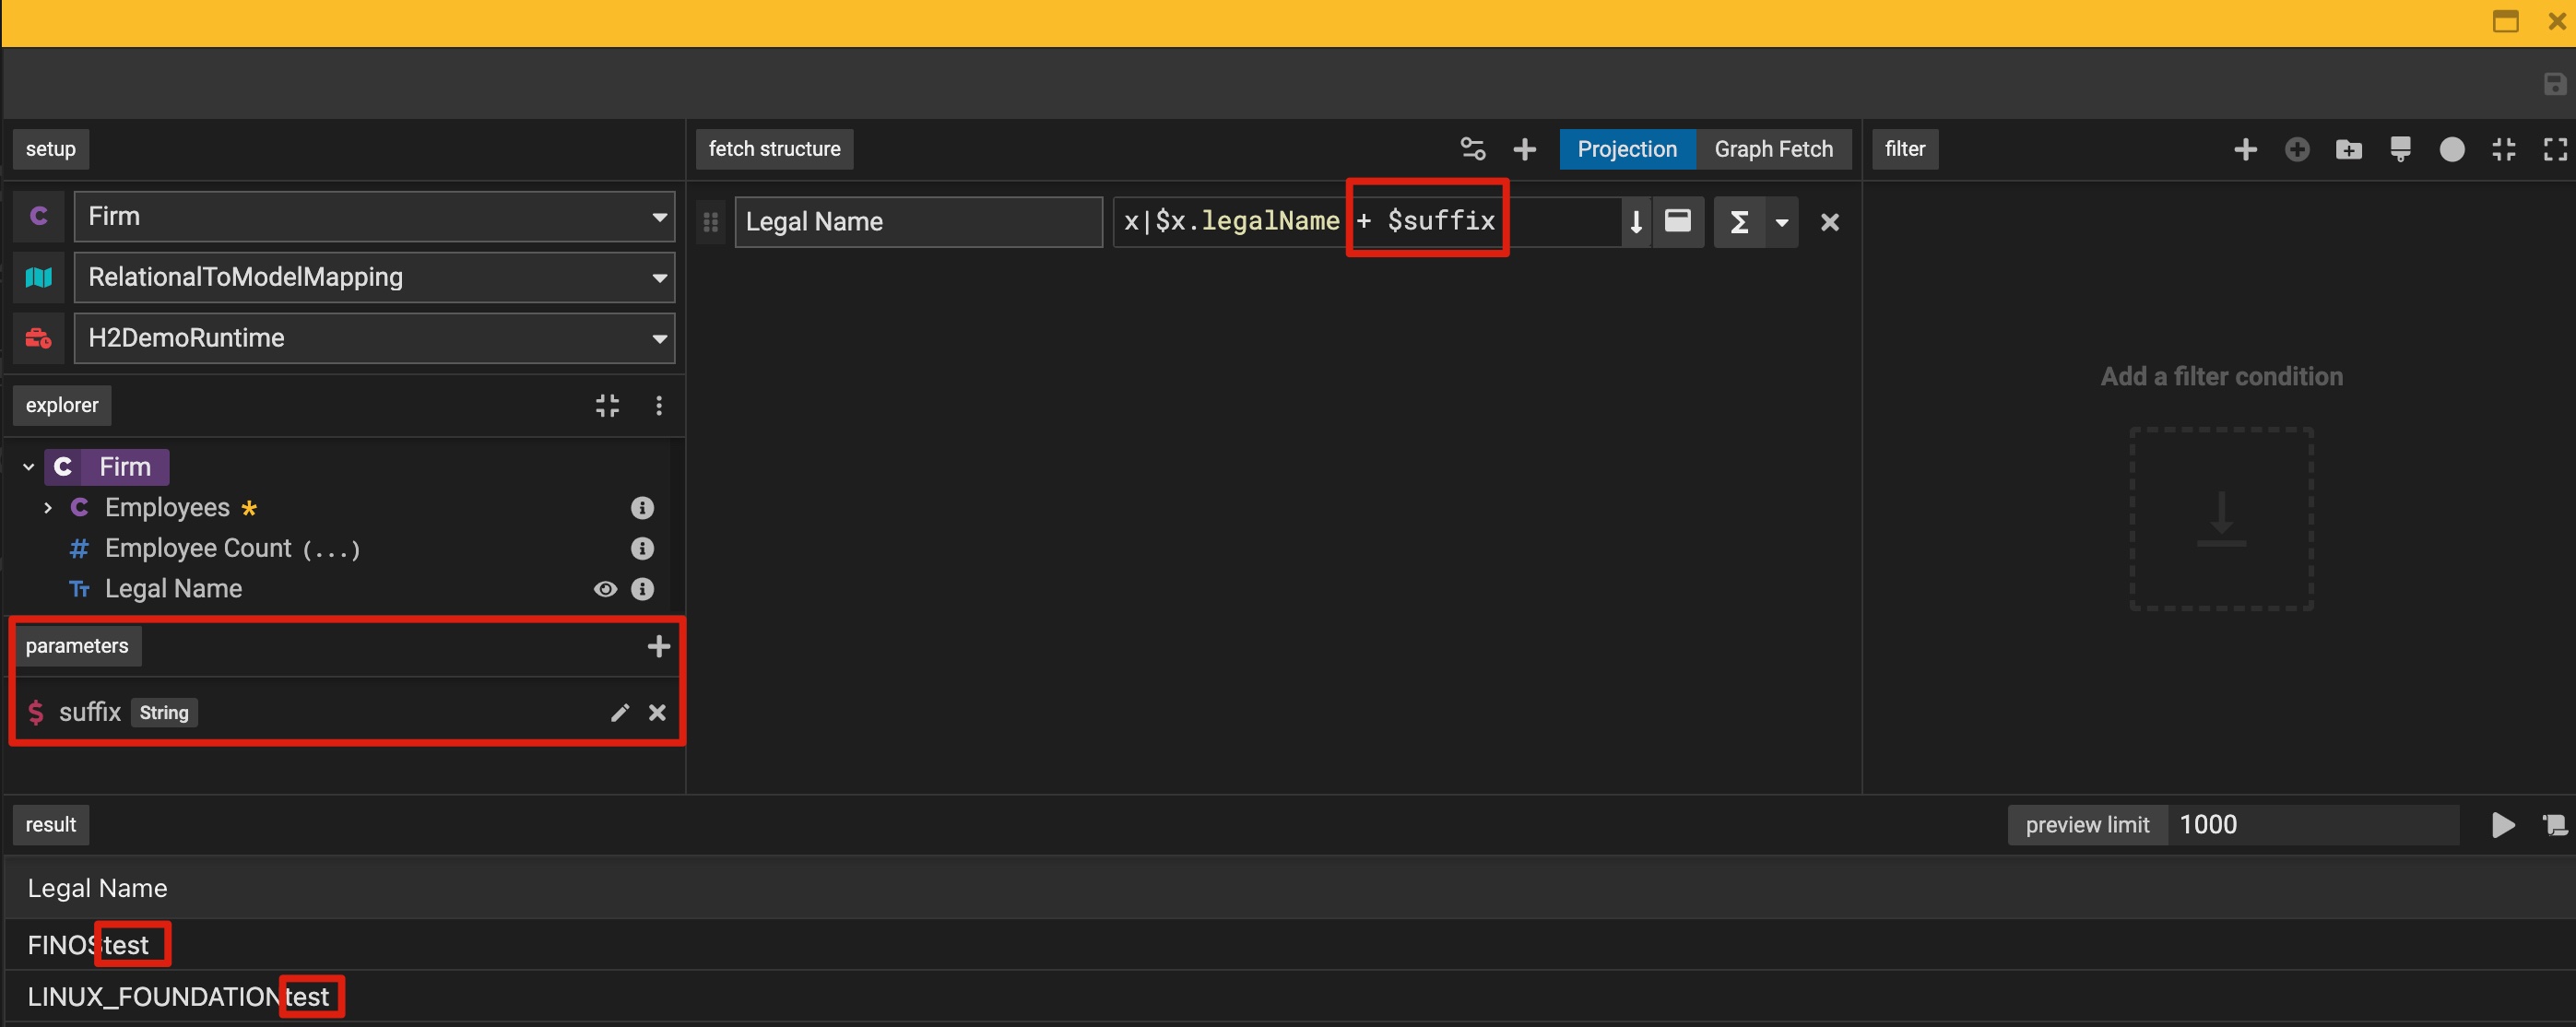 setup
fetch structure
Projection
Graph Fetch
filter
C Firm
RelationalToModelMapping
H2DemoRuntime
Legal Name
x|$x.legalName + $suffix
Σ
explorer
C Firm
C Employees *
# Employee Count (...)
Tт Legal Name
parameters
$ suffix String
Add a filter condition
result
preview limit 1000
Legal Name
FINOStest
LINUX_FOUNDATIONtest